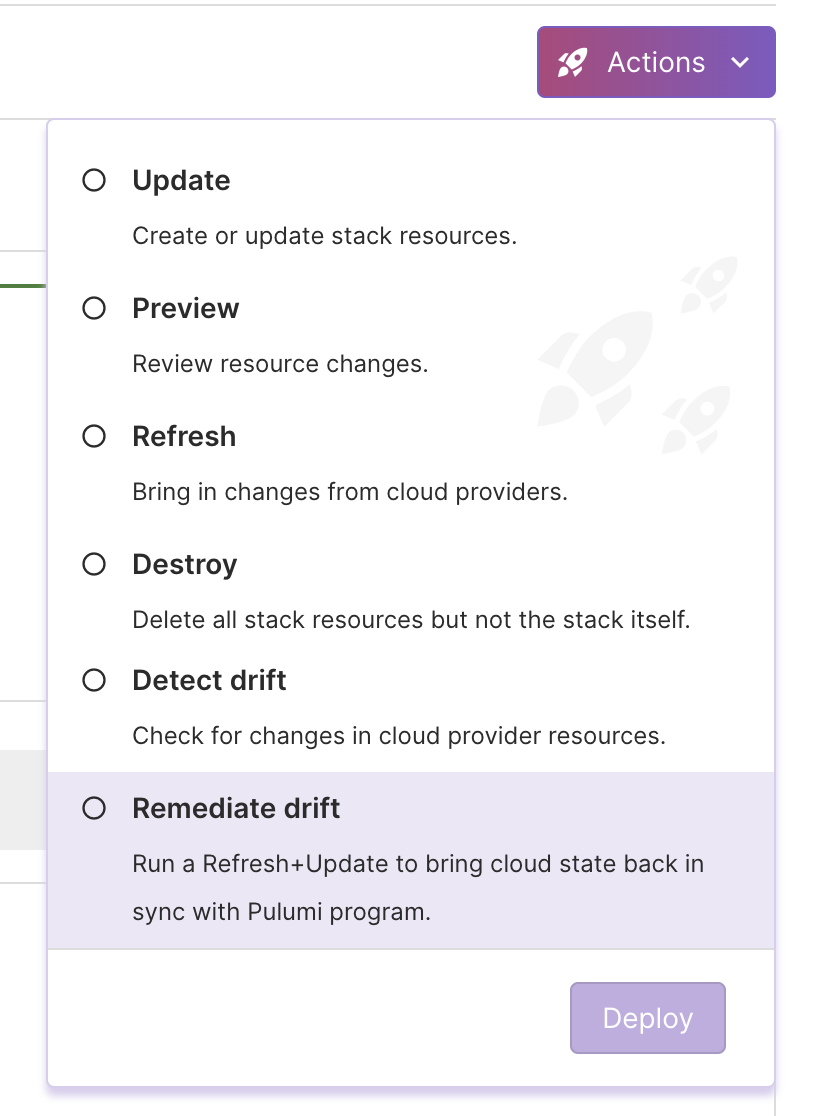 Actions
Update
Create or update stack resources.
Preview
Review resource changes.
Refresh
Bring in changes from cloud providers.
Destroy
Delete all stack resources but not the stack itself.
Detect drift
Check for changes in cloud provider resources.
Remediate drift
Run a Refresh+Update to bring cloud state back in
sync with Pulumi program.
Deploy